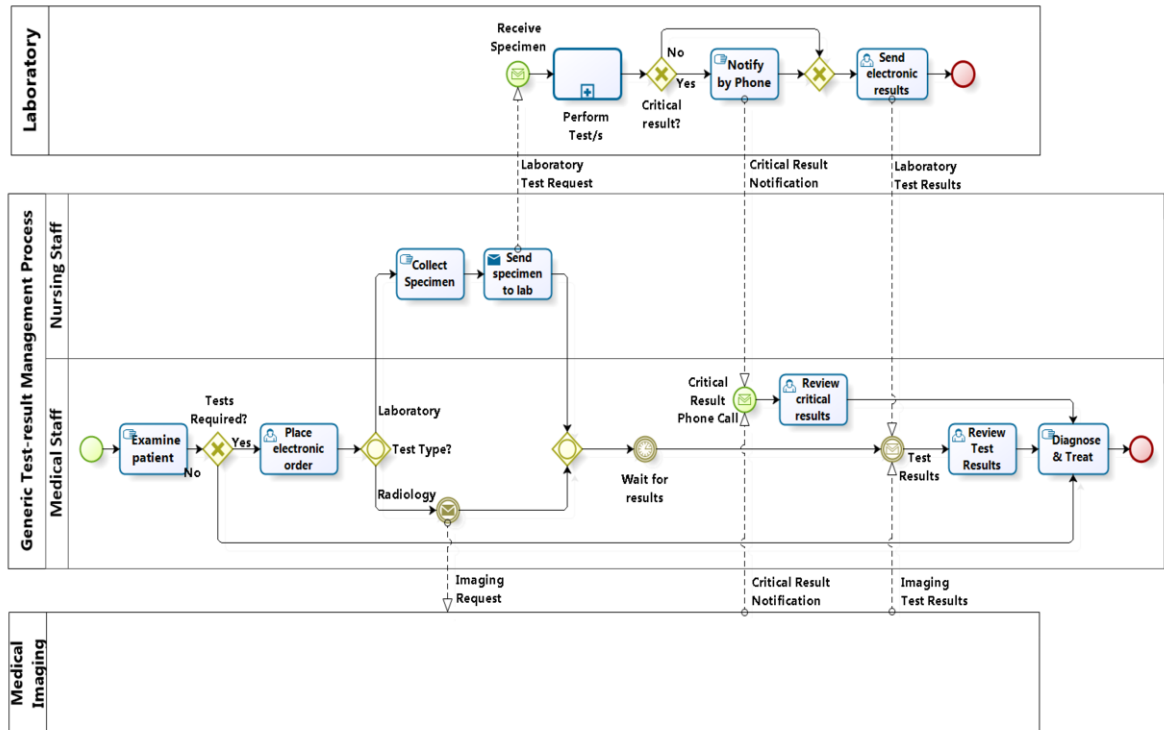 Laboratory
Receive
Specimen
Perform
Test/s
No
Yes
Critical
result?
Notify
by Phone
Send
electronic
results
Laboratory
Test Request
Critical Result
Notification
Laboratory
Test Results
Generic Test-result Management Process
Nursing Staff
Collect
Specimen
Send
specimen
to lab
Medical Staff
Examine
patient
Tests
Required?
Yes
No
Place
electronic
order
Laboratory
Test Type?
Radiology
Wait for
results
Critical
Result
Phone Call
Review
critical
results
Test
Results
Review
Test
Results
Diagnose
& Treat
Imaging
Request
Critical Result
Notification
Imaging
Test Results
Medical
Imaging